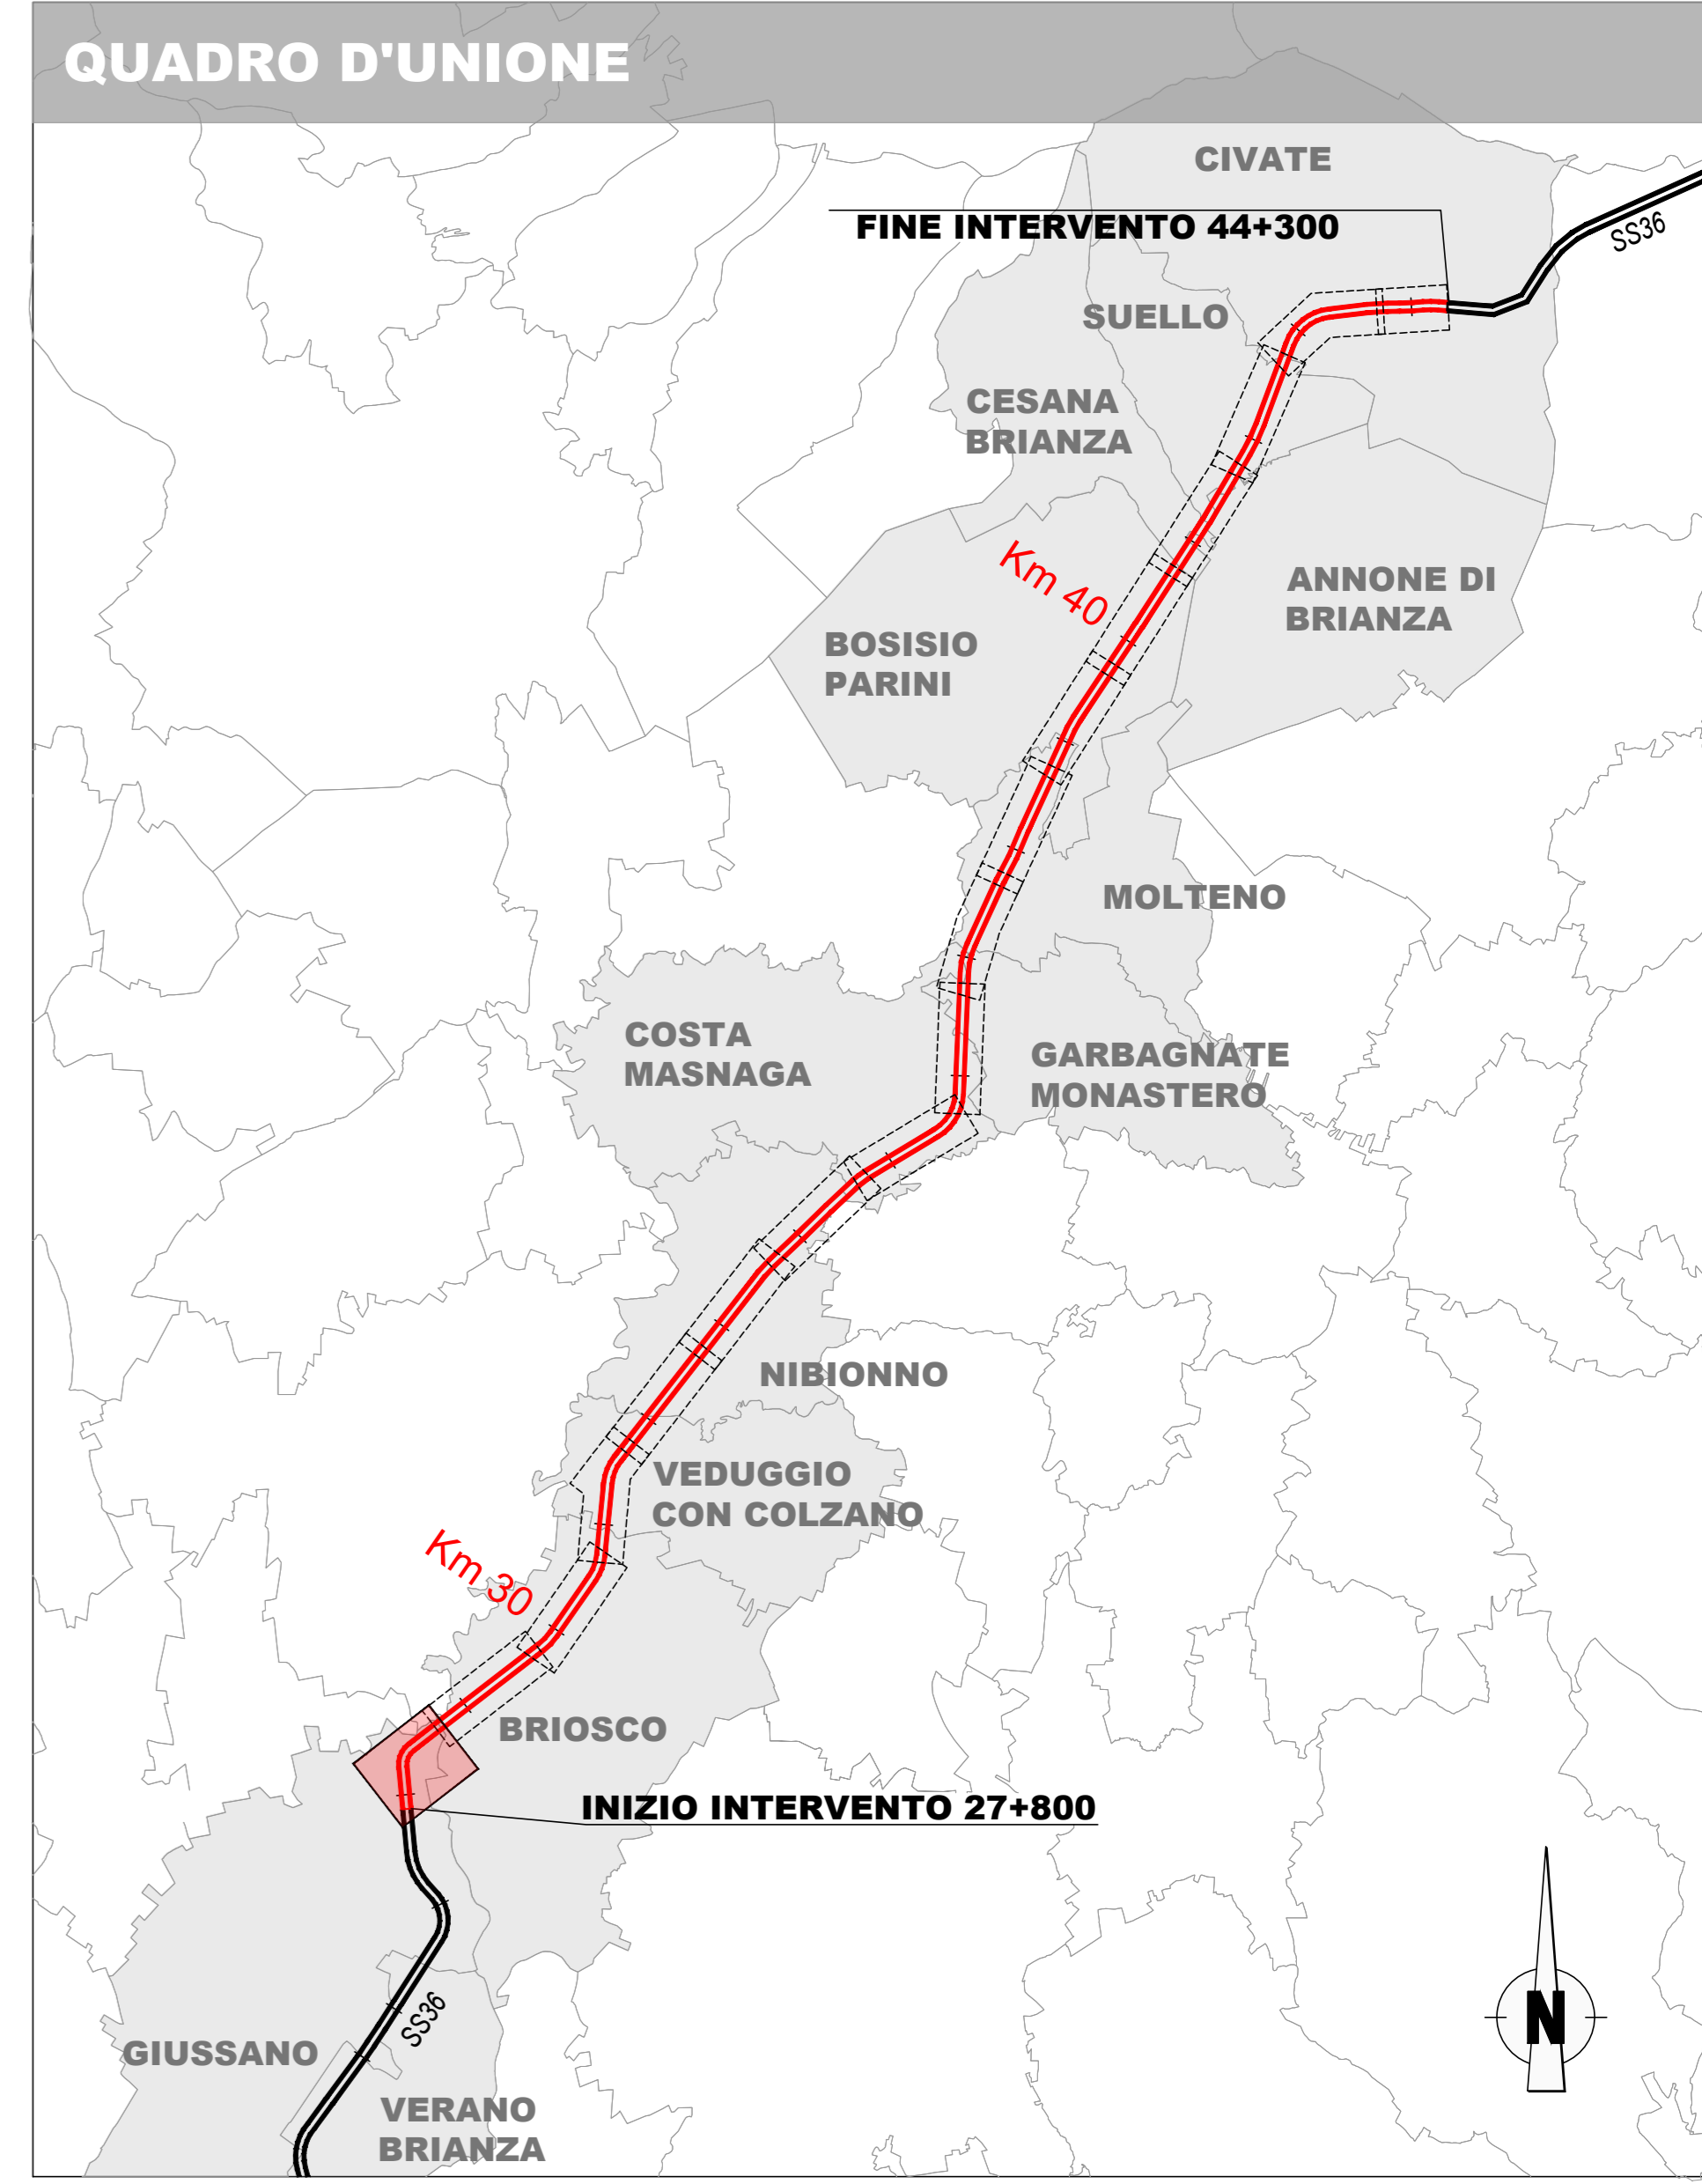 QUADRO D'UNIONE
CIVATE
FINE INTERVENTO 44+300
SS36
SUELLO
CESANA
BRIANZA
Km 40
ANNONE DI
BRIANZA
BOSISIO
PARINI
MOLTENO
COSTA
MASNAGA
GARBAGNATE
MONASTERO
NIBIONNO
VEDUGGIO
CON COLZANO
Km 30
BRIOSCO
INIZIO INTERVENTO 27+800
SS36
GIUSSANO
N
VERANO
BRIANZA